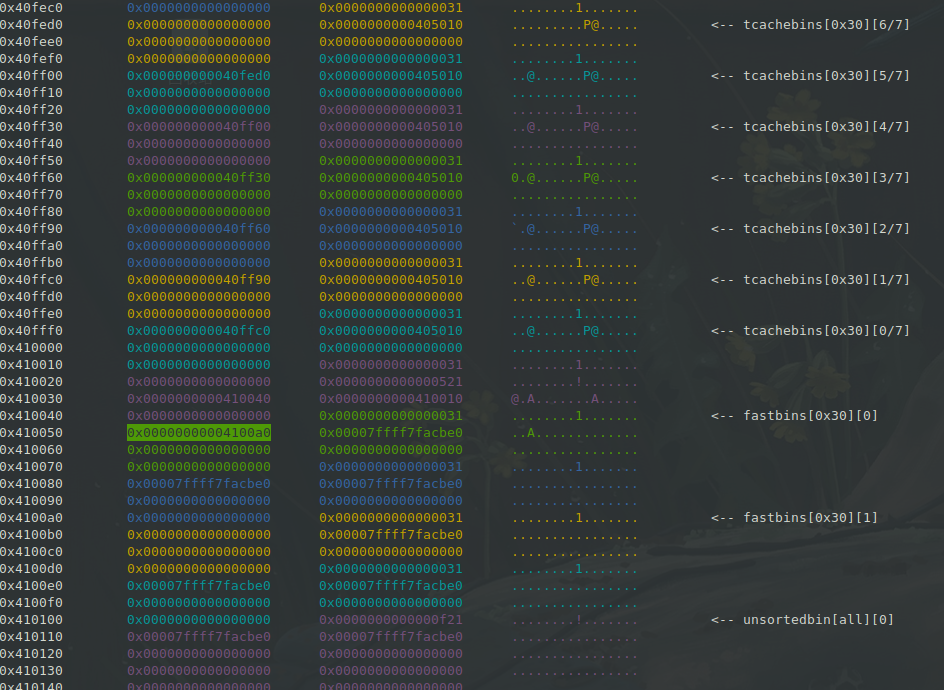 0x40fec0 0x0000000000000000 0x0000000000000031 ........1.......
0x40fed0 0x0000000000000000 0x0000000000405010 .........P@..... <-- tcachebins[0x30][6/7]
0x40fee0 0x0000000000000000 0x0000000000000000 ................
0x40fef0 0x0000000000000000 0x0000000000000031 ........1.......
0x40ff00 0x000000000040fed0 0x0000000000405010 ..@......P@..... <-- tcachebins[0x30][5/7]
0x40ff10 0x0000000000000000 0x0000000000000000 ................
0x40ff20 0x0000000000000000 0x0000000000000031 ........1.......
0x40ff30 0x000000000040ff00 0x0000000000405010 ..@......P@..... <-- tcachebins[0x30][4/7]
0x40ff40 0x0000000000000000 0x0000000000000000 ................
0x40ff50 0x0000000000000000 0x0000000000000031 ........1.......
0x40ff60 0x000000000040ff30 0x0000000000405010 0.@......P@..... <-- tcachebins[0x30][3/7]
0x40ff70 0x0000000000000000 0x0000000000000000 ................
0x40ff80 0x0000000000000000 0x0000000000000031 ........1.......
0x40ff90 0x000000000040ff60 0x0000000000405010 `.@......P@..... <-- tcachebins[0x30][2/7]
0x40ffa0 0x0000000000000000 0x0000000000000000 ................
0x40ffb0 0x0000000000000000 0x0000000000000031 ........1.......
0x40ffc0 0x000000000040ff90 0x0000000000405010 ..@......P@..... <-- tcachebins[0x30][1/7]
0x40ffd0 0x0000000000000000 0x0000000000000000 ................
0x40ffe0 0x0000000000000000 0x0000000000000031 ........1.......
0x40fff0 0x000000000040ffc0 0x0000000000405010 ..@......P@..... <-- tcachebins[0x30][0/7]
0x410000 0x0000000000000000 0x0000000000000000 ................
0x410010 0x0000000000000000 0x0000000000000031 ........1.......
0x410020 0x0000000000000000 0x0000000000000521 ........!.......
0x410030 0x0000000000410040 0x0000000000410010 @.A.......A.....
0x410040 0x0000000000000000 0x0000000000000031 ........1....... <-- fastbins[0x30][0]
0x410050 0x00000000004100a0 0x00007ffff7facbe0 ..A.............
0x410060 0x0000000000000000 0x0000000000000000 ................
0x410070 0x0000000000000000 0x0000000000000031 ........1.......
0x410080 0x00007ffff7facbe0 0x00007ffff7facbe0 ................
0x410090 0x0000000000000000 0x0000000000000000 ................
0x4100a0 0x0000000000000000 0x0000000000000031 ........1....... <-- fastbins[0x30][1]
0x4100b0 0x0000000000000000 0x00007ffff7facbe0 ................
0x4100c0 0x0000000000000000 0x0000000000000000 ................
0x4100d0 0x0000000000000000 0x0000000000000031 ........1.......
0x4100e0 0x00007ffff7facbe0 0x00007ffff7facbe0 ................
0x4100f0 0x0000000000000000 0x0000000000000000 ................
0x410100 0x0000000000000000 0x0000000000000f21 ........!....... <-- unsortedbin[all][0]
0x410110 0x00007ffff7facbe0 0x00007ffff7facbe0 ................
0x410120 0x0000000000000000 0x0000000000000000 ................
0x410130 0x0000000000000000 0x0000000000000000 ................
0x410140 0x0000000000000000 0x0000000000000000 ................